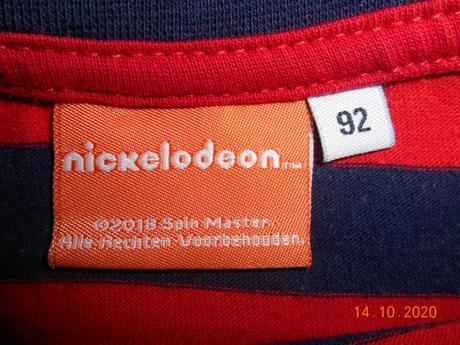 92
nickelodeon™
©2018 Spin Master.
Alle Rechten Voorbehouden.
14.10.2020